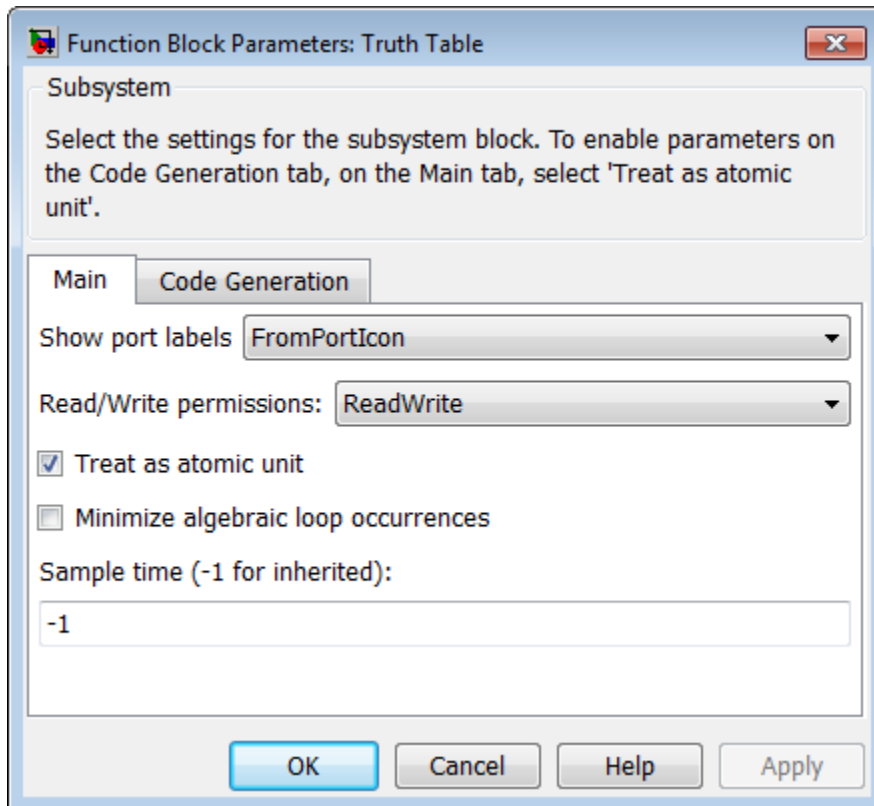 Function Block Parameters: Truth Table
Subsystem
Select the settings for the subsystem block. To enable parameters on
the Code Generation tab, on the Main tab, select 'Treat as atomic
unit'.
Main Code Generation
Show port labels FromPortIcon
Read/Write permissions: ReadWrite
Treat as atomic unit
Minimize algebraic loop occurrences
Sample time (-1 for inherited):
-1
OK Cancel Help Apply